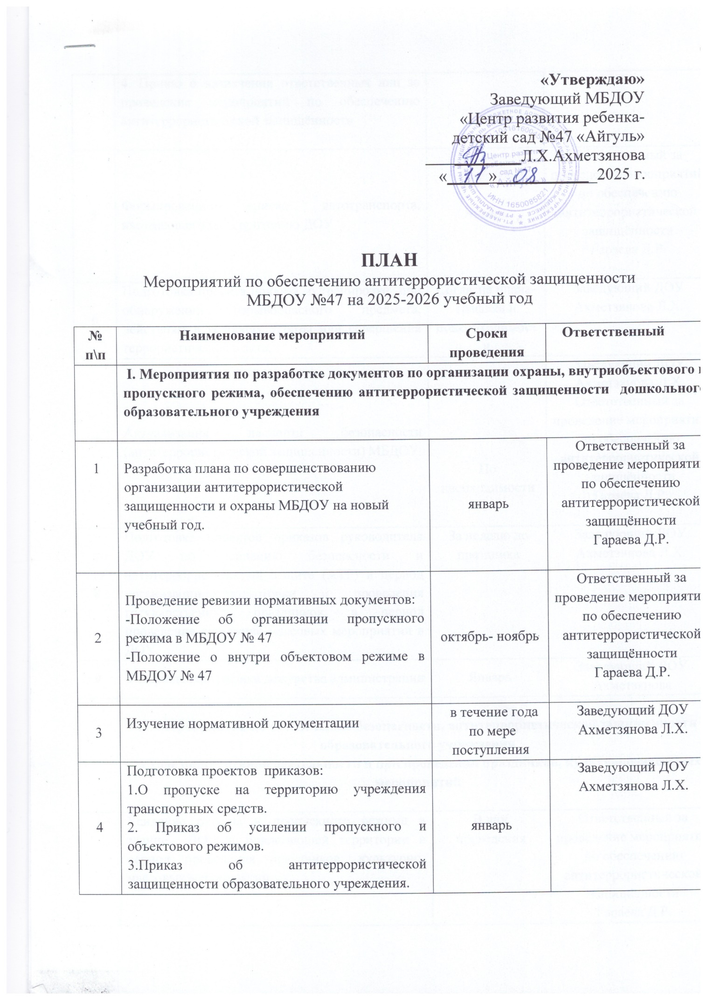 «Утверждаю»
Заведующий МБДОУ
«Центр развития ребенка-
детский сад №47 «Айгуль»
Л.Х.Ахметзянова
« 11 » 08 2025 г.
ИНН 1650085821
ПЛАН
Мероприятий по обеспечению антитеррористической защищенности
МБДОУ №47 на 2025-2026 учебный год
№
п\п
Наименование мероприятий
Сроки
проведения
Ответственный
I. Мероприятия по разработке документов по организации охраны, внутриобъектового
пропускного режима, обеспечению антитеррористической защищенности дошкольного
образовательного учреждения
1
Разработка плана по совершенствованию
организации антитеррористической
защищенности и охраны МБДОУ на новый
учебный год.
январь
Ответственный за
проведение мероприяти
по обеспечению
антитеррористической
защищённости
Гараева Д.Р.
2
Проведение ревизии нормативных документов:
-Положение об организации пропускного
режима в МБДОУ № 47
-Положение о внутри объектовом режиме в
МБДОУ № 47
октябрь- ноябрь
Ответственный за
проведение мероприяти
по обеспечению
антитеррористической
защищённости
Гараева Д.Р.
3
Изучение нормативной документации
в течение года
по мере
поступления
Заведующий ДОУ
Ахметзянова Л.Х.
4
Подготовка проектов приказов:
1.О пропуске на территорию учреждения
транспортных средств.
2. Приказ об усилении пропускного и
объектового режимов.
3.Приказ об антитеррористической
защищенности образовательного учреждения.
январь
Заведующий ДОУ
Ахметзянова Л.Х.